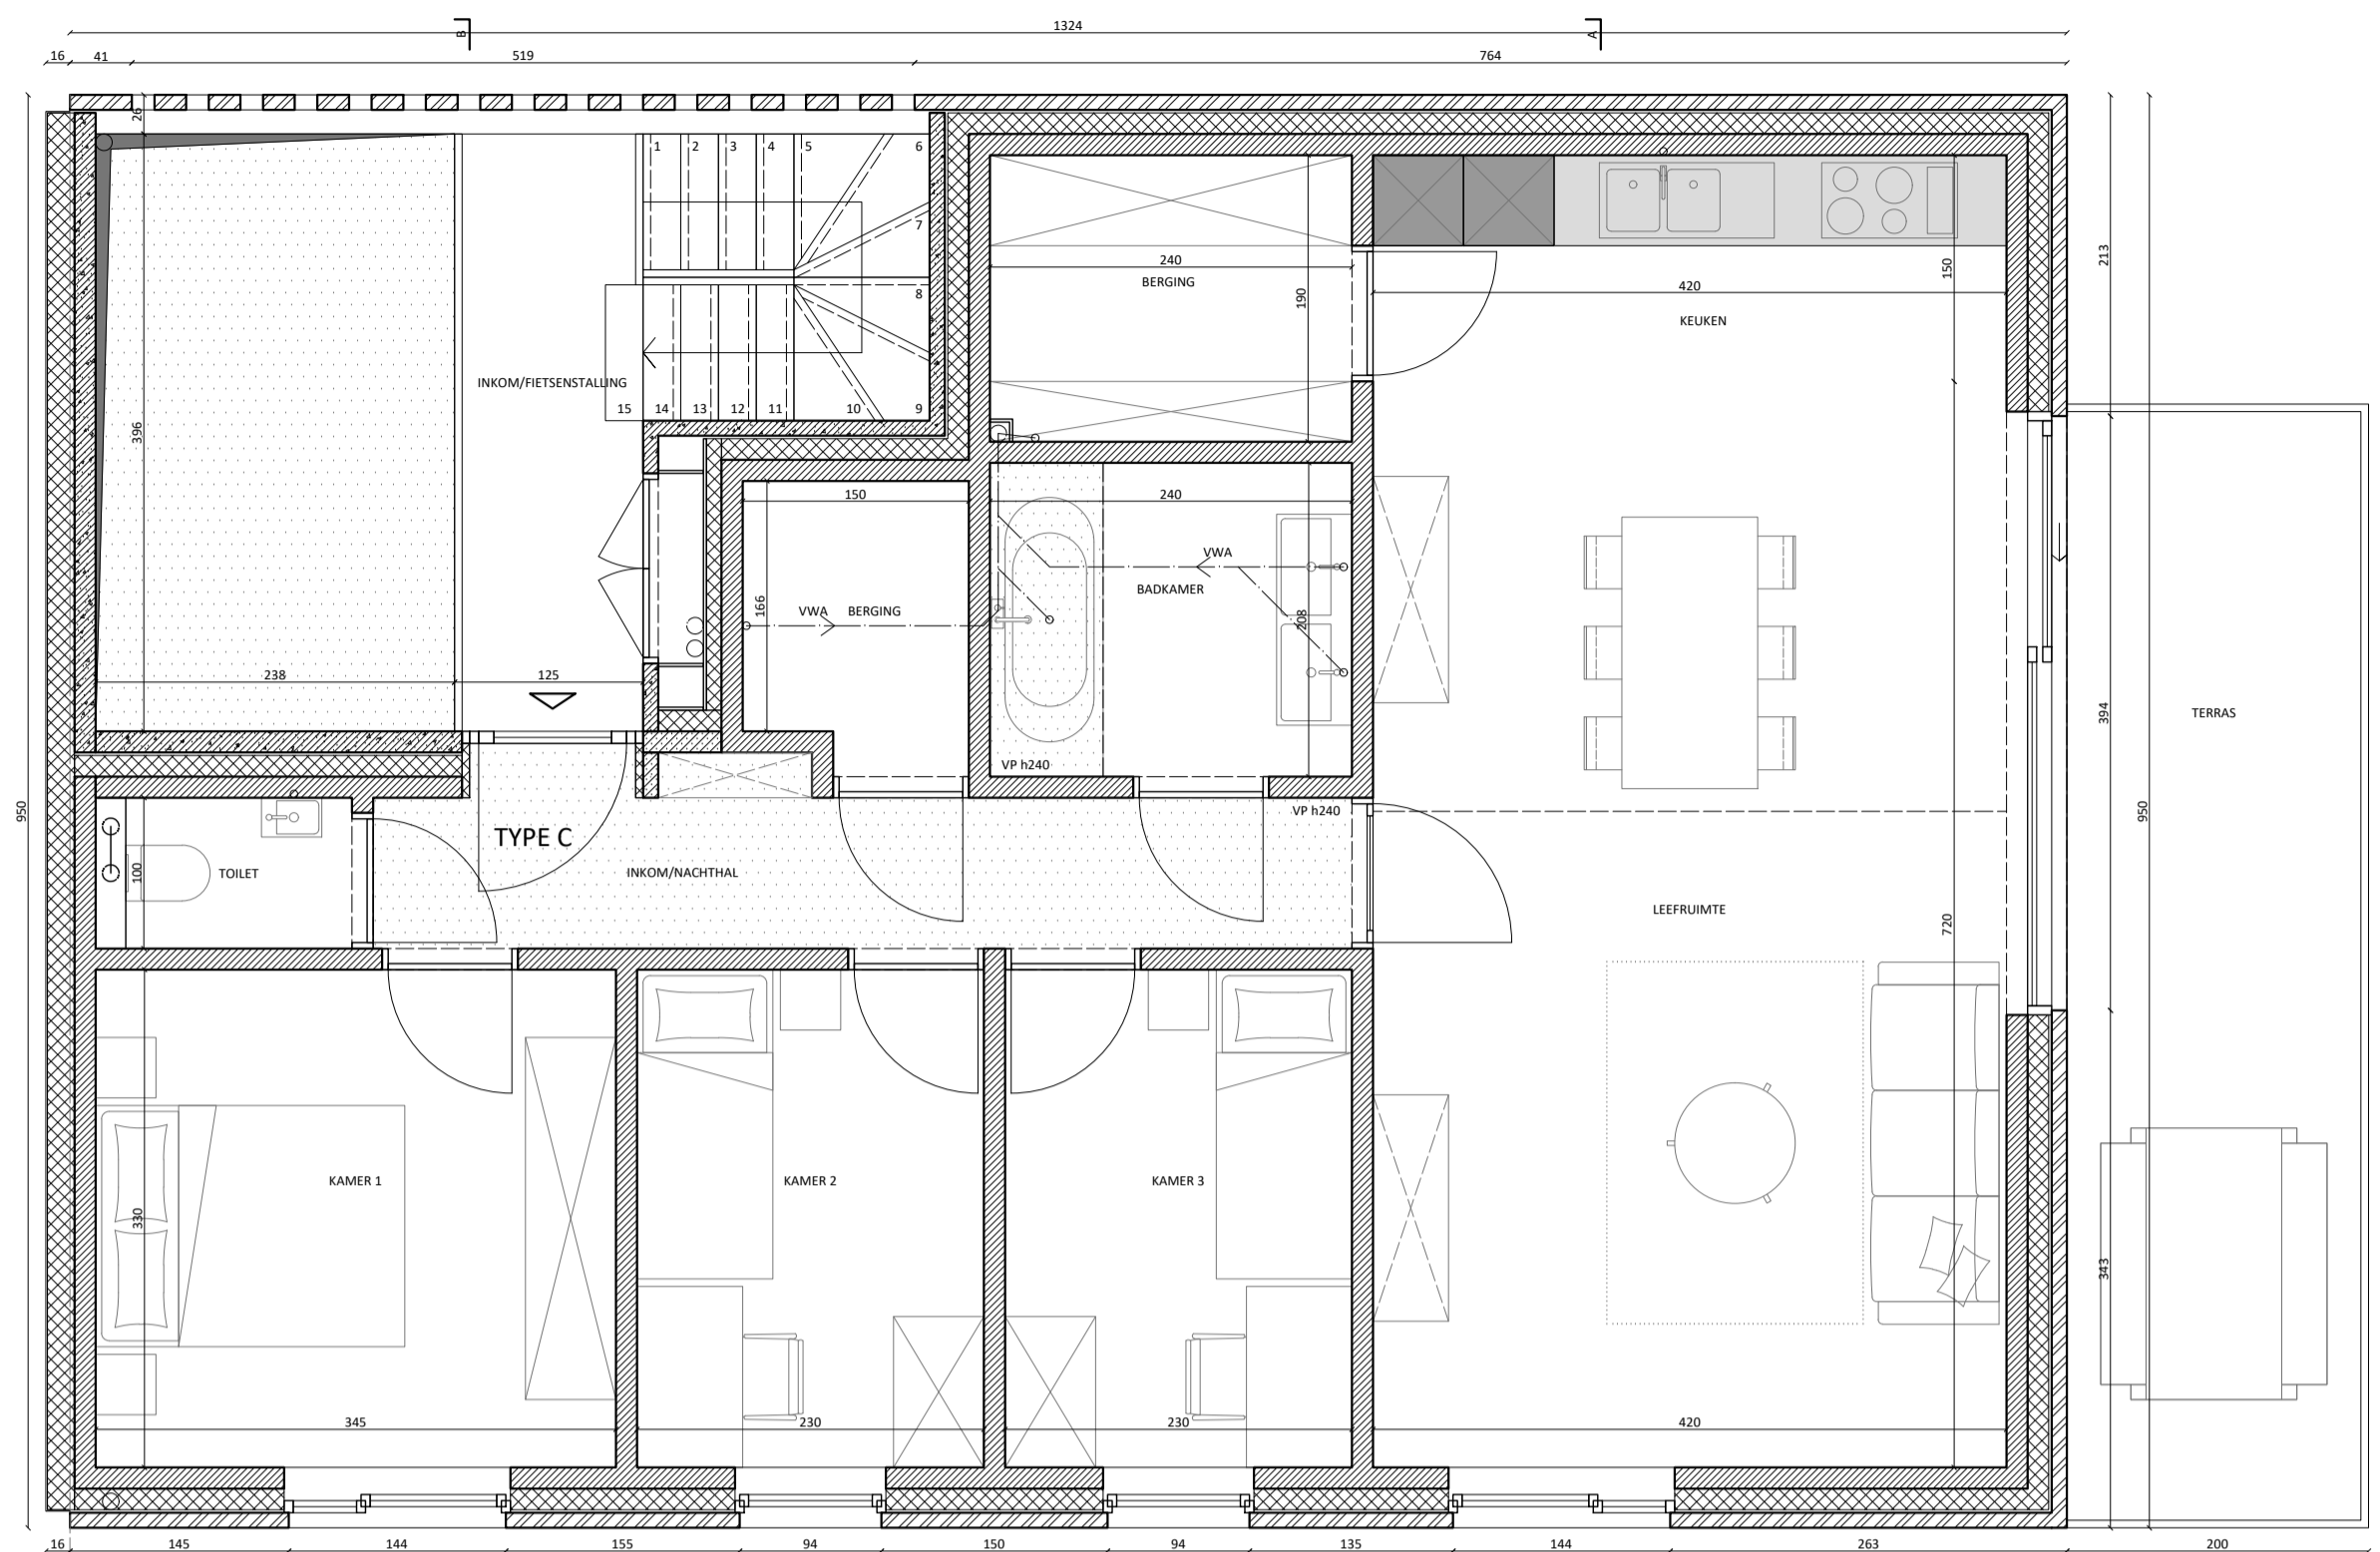 B
1324
A
16
41
519
764
26
1
2
3
4
5
6
7
8
9
10
11
12
13
14
15
240
BERGING
190
420
KEUKEN
150
213
INKOM/FIETSENSTALLING
396
150
240
VWA
BADKAMER
166
VWA
BERGING
208
238
125
394
TERRAS
VP h240
950
950
VP h240
TYPE C
TOILET
100
INKOM/NACHTHAL
LEEFRUIMTE
720
KAMER 1
KAMER 2
KAMER 3
330
343
345
230
230
420
16
145
144
155
94
150
94
135
144
263
200